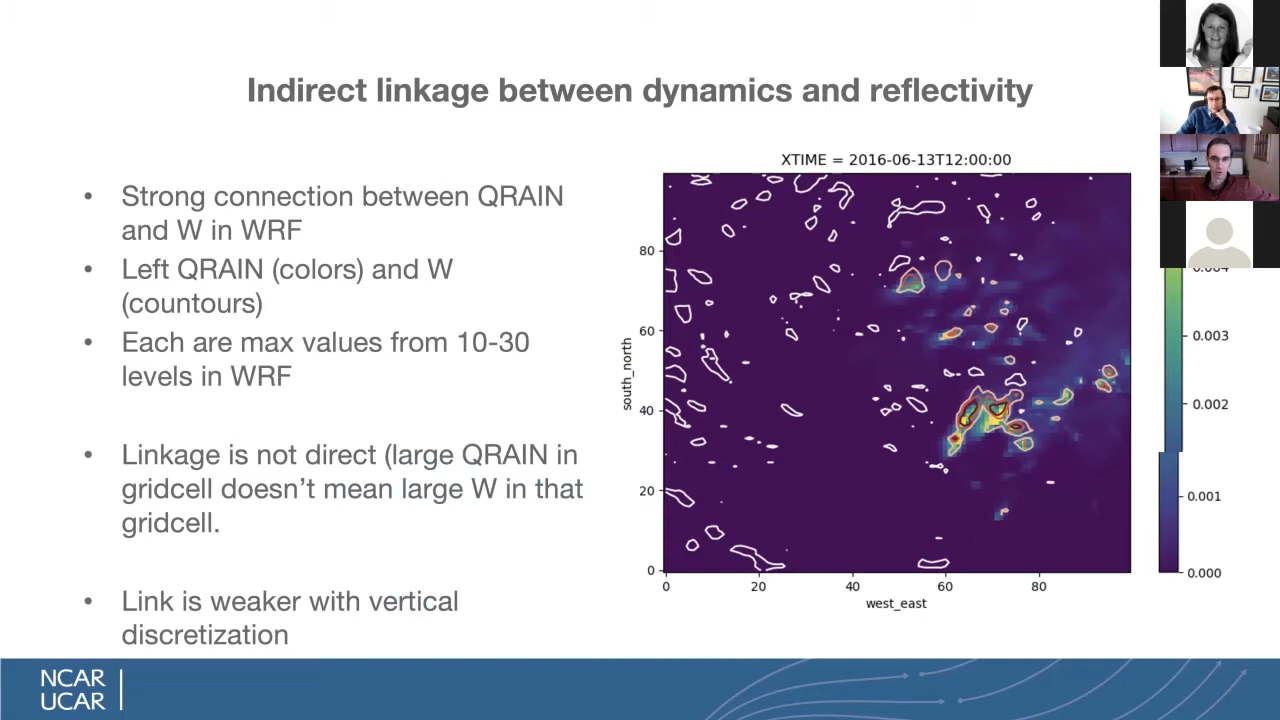 Indirect linkage between dynamics and reflectivity
• Strong connection between QRAIN
and W in WRF
• Left QRAIN (colors) and W
(countours)
• Each are max values from 10-30
levels in WRF
• Linkage is not direct (large QRAIN in
gridcell doesn’t mean large W in that
gridcell.
• Link is weaker with vertical
discretization
XTIME = 2016-06-13T12:00:00
south_north
80
60
40
20
0
0 20 40 60 80
west_east
0.004
0.003
0.002
0.001
0.000
NCAR
UCAR